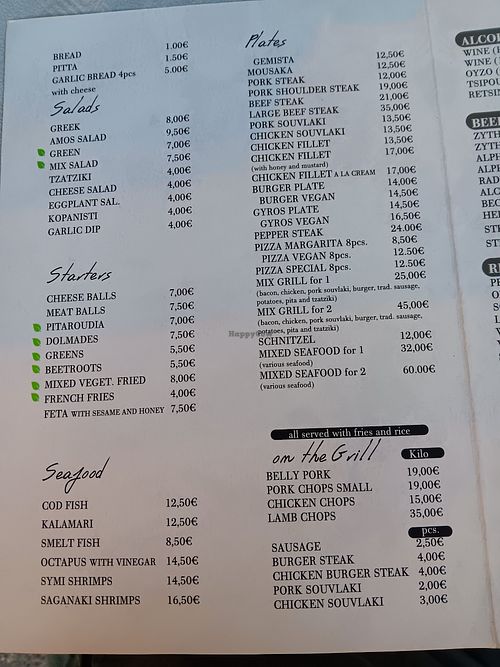 BREAD 1.00€
PITTA 1.50€
GARLIC BREAD 4pcs 5.00€
with cheese
Salads
GREEK 8,00€
AMOS SALAD 9,50€
GREEN 7,00€
MIX SALAD 7,50€
TZATZIKI 4,00€
CHEESE SALAD 4,00€
EGGPLANT SAL. 4,00€
KOPANISTI 4,00€
GARLIC DIP 4,00€
Starters
CHEESE BALLS 7,00€
MEAT BALLS 7,50€
PITAROUDIA 7,00€
DOLMADES 7,50€
GREENS 5,50€
BEETROOTS 5,50€
MIXED VEGET. FRIED 8,00€
FRENCH FRIES 4,00€
FETA WITH SESAME AND HONEY 7,50€
Seafood
COD FISH 12,50€
KALAMARI 12,50€
SMELT FISH 8,50€
OCTAPUS WITH VINEGAR 14,50€
SYMI SHRIMPS 14,50€
SAGANAKI SHRIMPS 16,50€
Plates
GEMISTA 12,50€
MOUSAKA 12,50€
PORK STEAK 12,00€
PORK SHOULDER STEAK 19,00€
BEEF STEAK 21,00€
LARGE BEEF STEAK 35,00€
PORK SOUVLAKI 13,50€
CHICKEN SOUVLAKI 13,50€
CHICKEN FILLET 13,50€
CHICKEN FILLET 17,00€
(with honey and mustard)
CHICKEN FILLET A LA CREAM 17,00€
BURGER PLATE 14,00€
BURGER VEGAN 14,50€
GYROS PLATE 14,50€
GYROS VEGAN 16,50€
PEPPER STEAK 24.00€
PIZZA MARGARITA 8pcs. 8,50€
PIZZA VEGAN 8pcs. 12.50€
PIZZA SPECIAL 8pcs. 12.50€
MIX GRILL for 1 25,00€
(bacon, chicken, pork souvlaki, burger, trad. sausage,
potatoes, pita and tzatziki)
MIX GRILL for 2 45,00€
(bacon, chicken, pork souvlaki, burger, trad. sausage,
potatoes, pita and tzatziki)
SCHNITZEL 12,00€
MIXED SEAFOOD for 1 32,00€
(various seafood)
MIXED SEAFOOD for 2 60.00€
(various seafood)
all served with fries and rice
on the Grill Kilo
BELLY PORK 19,00€
PORK CHOPS SMALL 19,00€
CHICKEN CHOPS 15,00€
LAMB CHOPS 35,00€
pcs.
SAUSAGE 2,50€
BURGER STEAK 4,00€
CHICKEN BURGER STEAK 4,00€
PORK SOUVLAKI 2,00€
CHICKEN SOUVLAKI 3,00€
WINE
WINE
OYZO